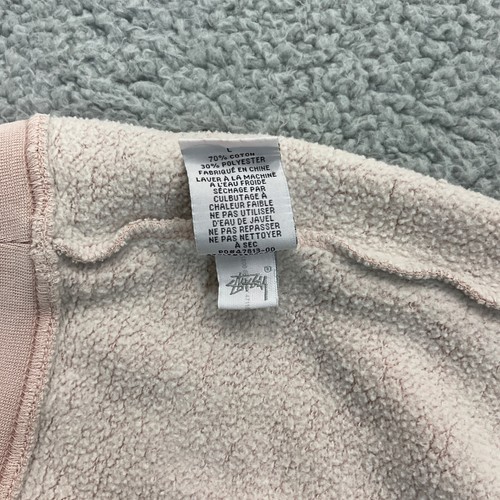 L
70% COTON
30% POLYESTER
FABRIQUÉ EN CHINE
LAVER À LA MACHINE
À L'EAU FROIDE
SÉCHAGE PAR
CULBUTAGE À
CHALEUR FAIBLE
NE PAS UTILISER
D'EAU DE JAVEL
NE PAS REPASSER
NE PAS NETTOYER
À SEC
Stüssy ®